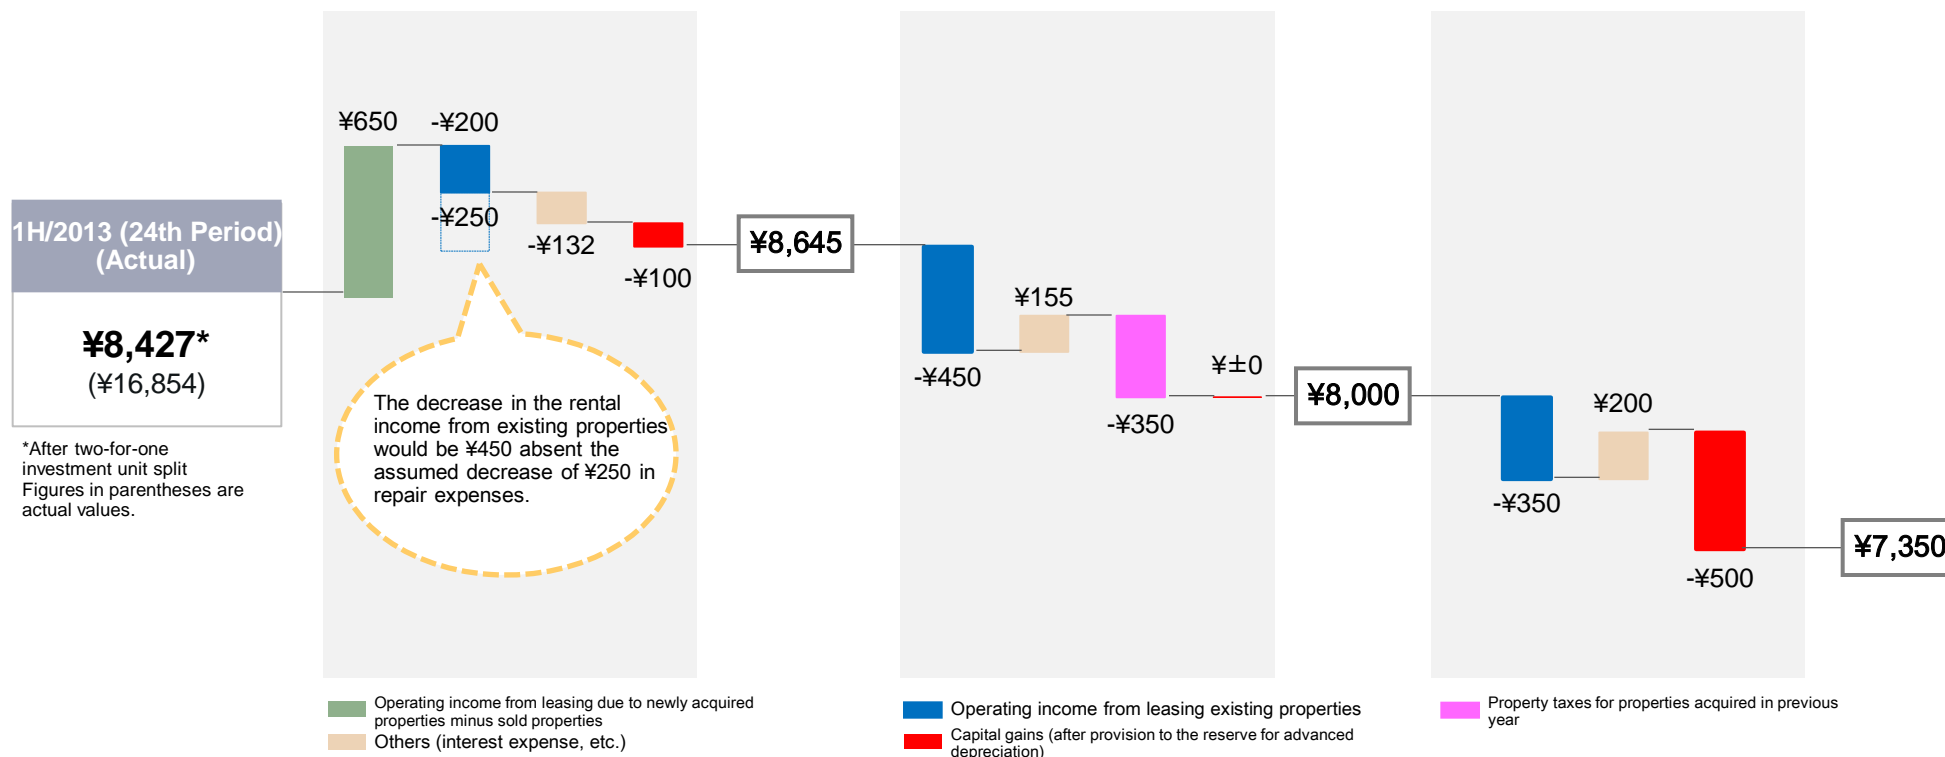 1H/2013 (24th Period)
(Actual)
¥8,427*
(¥16,854)
*After two-for-one
investment unit split
Figures in parentheses are
actual values.
¥650
-¥200
-¥250
-¥132
-¥100
The decrease in the rental
income from existing properties
would be ¥450 absent the
assumed decrease of ¥250 in
repair expenses.
¥8,645
-¥450
¥155
-¥350
¥±0
¥8,000
-¥350
¥200
-¥500
¥7,350
Operating income from leasing due to newly acquired
properties minus sold properties
Others (interest expense, etc.)
Operating income from leasing existing properties
Capital gains (after provision to the reserve for advanced
depreciation)
Property taxes for properties acquired in previous
year